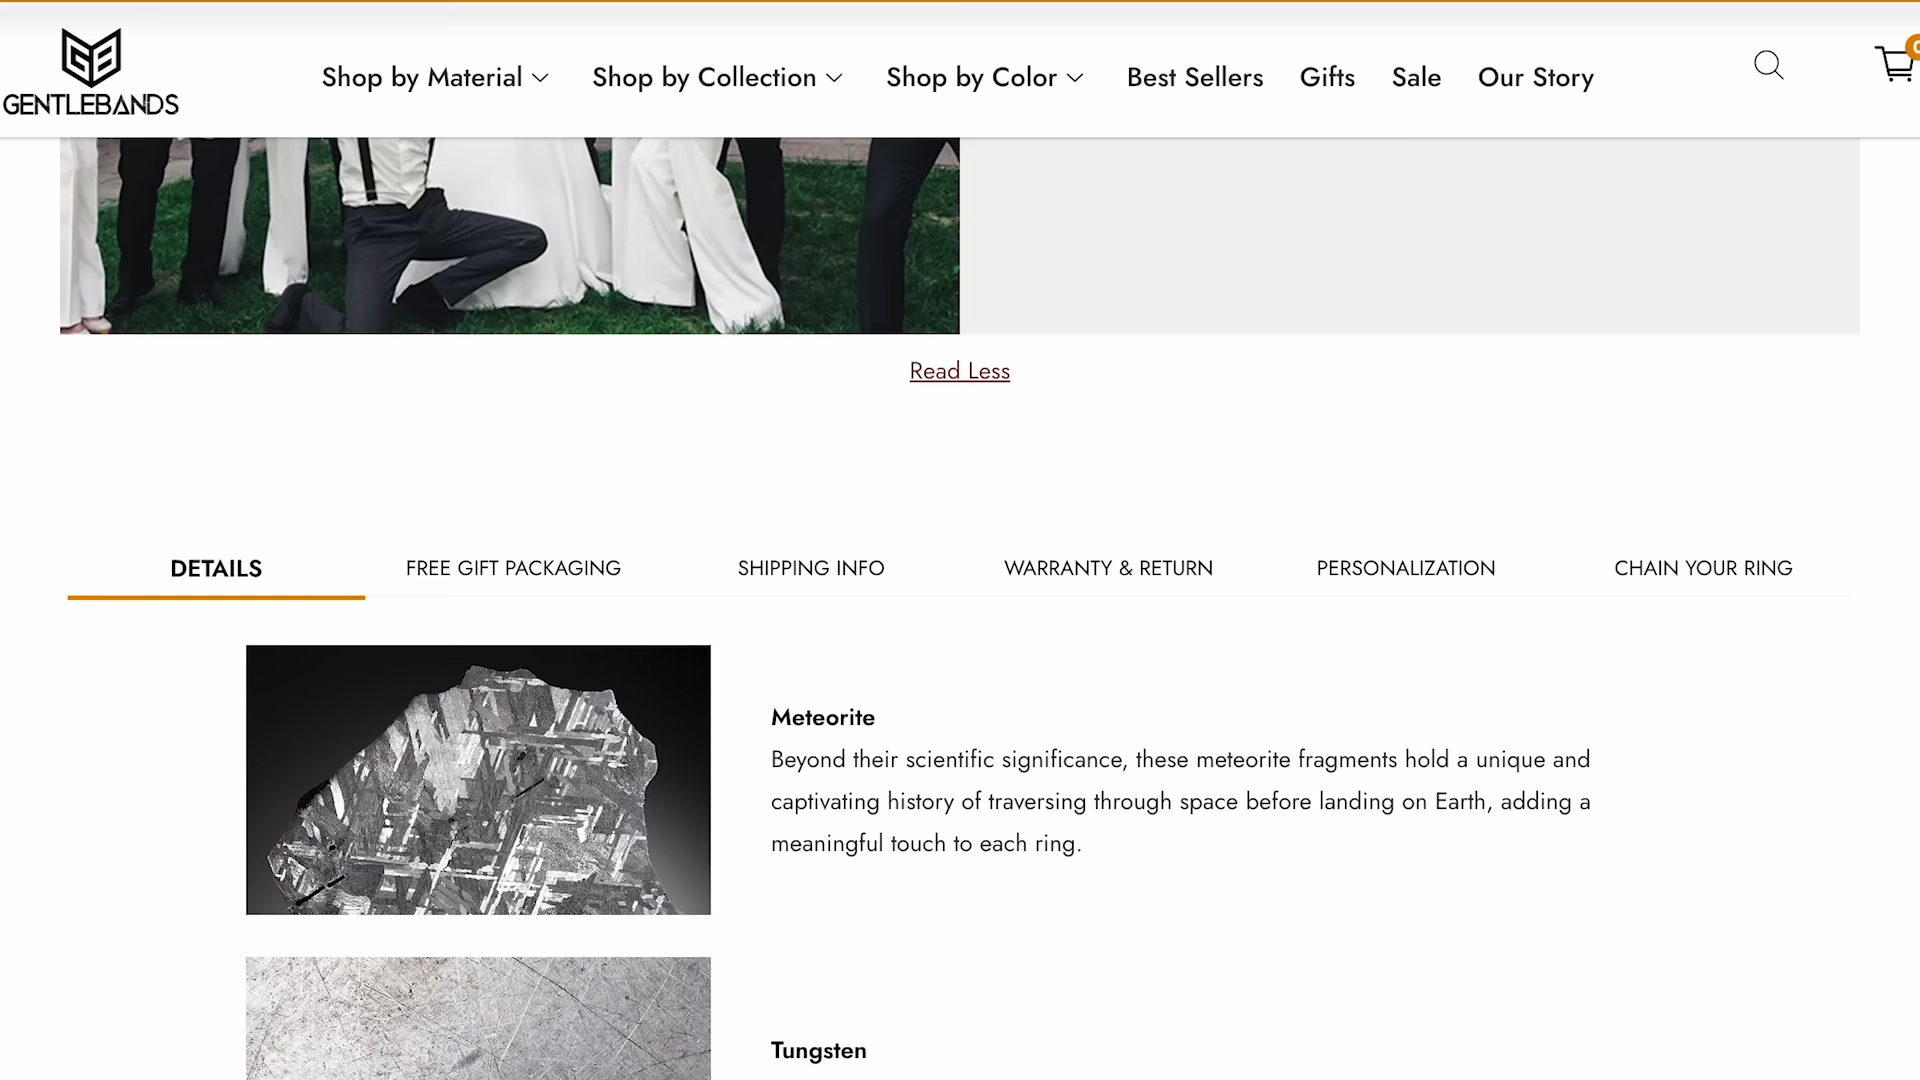 GENTLEBANDS
Shop by Material
Shop by Collection
Shop by Color
Best Sellers
Gifts
Sale
Our Story
Read Less
DETAILS
FREE GIFT PACKAGING
SHIPPING INFO
WARRANTY & RETURN
PERSONALIZATION
CHAIN YOUR RING
Meteorite
Beyond their scientific significance, these meteorite fragments hold a unique and
captivating history of traversing through space before landing on Earth, adding a
meaningful touch to each ring.
Tungsten